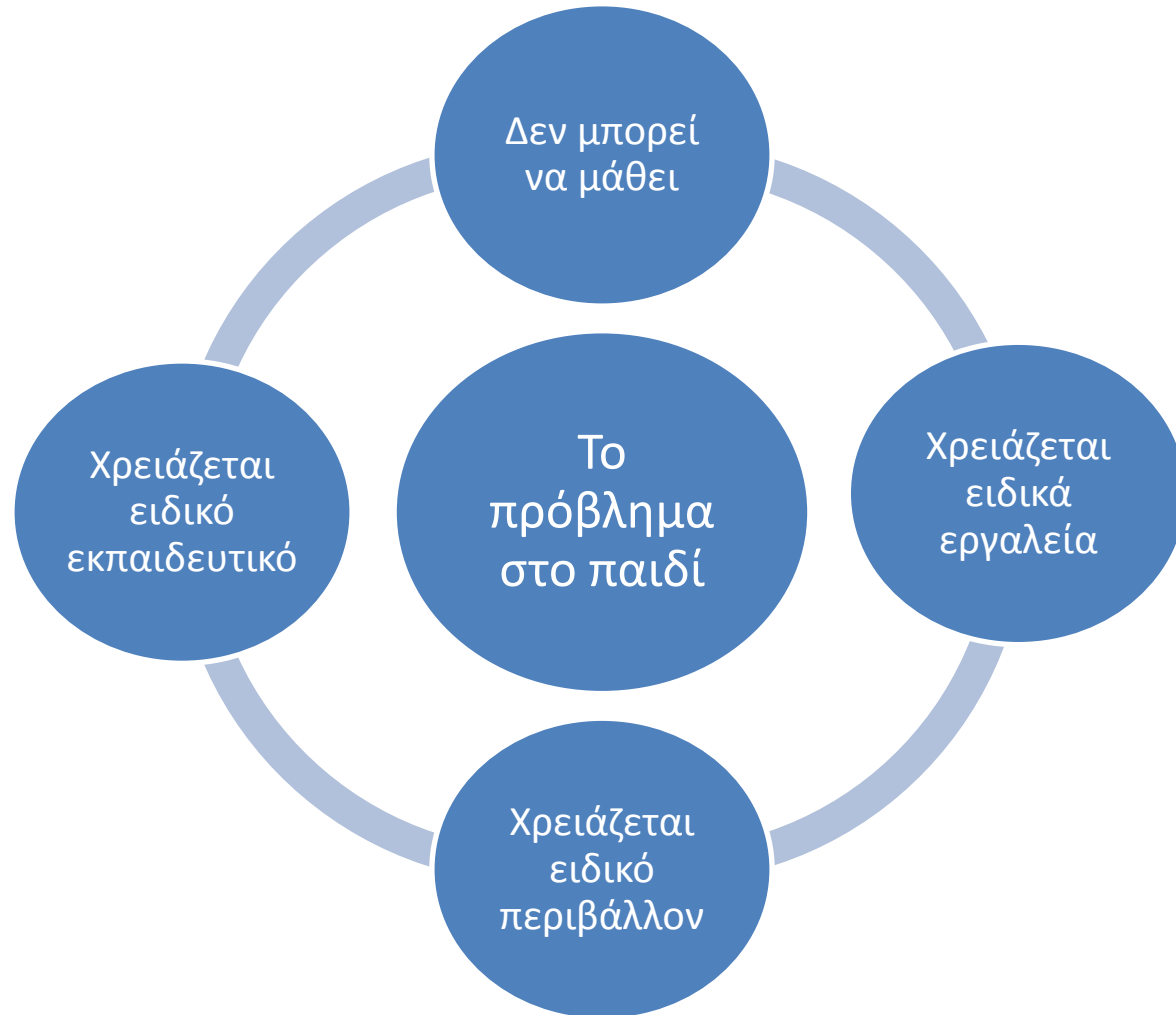 Δεν μπορεί
να μάθει
Χρειάζεται
ειδικά
εργαλεία
Χρειάζεται
ειδικό
περιβάλλον
Χρειάζεται
ειδικό
εκπαιδευτικό
Το
πρόβλημα
στο παιδί